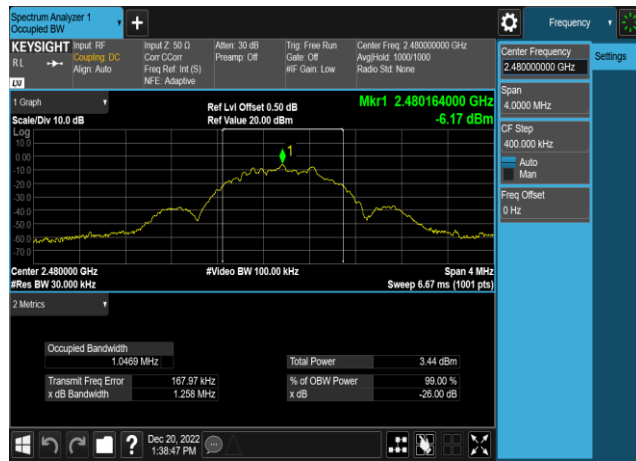 Spectrum Analyzer 1
Occupied BW
KEYSIGHT
RL
Input: RF
Coupling: DC
Align: Auto
Input Z: 50 Ω
Corr CCorr
Freq Ref: Int (S)
NFE: Adaptive
Atten: 30 dB
Preamp: Off
Trig: Free Run
Gate: Off
#IF Gain: Low
Center Freq: 2.480000000 GHz
Avg|Hold: 1000/1000
Radio Std: None
LXI
1 Graph
Scale/Div 10.0 dB
Ref Lvl Offset 0.50 dB
Ref Value 20.00 dBm
Mkr1 2.480164000 GHz
-6.17 dBm
Log
10.0
0.00
-10.0
-20.0
-30.0
-40.0
-50.0
-60.0
-70.0
1
Center 2.480000 GHz
#Res BW 30.000 kHz
#Video BW 100.00 kHz
Span 4 MHz
Sweep 6.67 ms (1001 pts)
2 Metrics
Occupied Bandwidth
1.0469 MHz
Total Power 3.44 dBm
Transmit Freq Error 167.97 kHz
% of OBW Power 99.00 %
x dB Bandwidth 1.258 MHz
x dB -26.00 dB
Dec 20, 2022
1:38:47 PM
Frequency
Settings
Center Frequency
2.480000000 GHz
Span
4.0000 MHz
CF Step
400.000 kHz
Auto
Man
Freq Offset
0 Hz